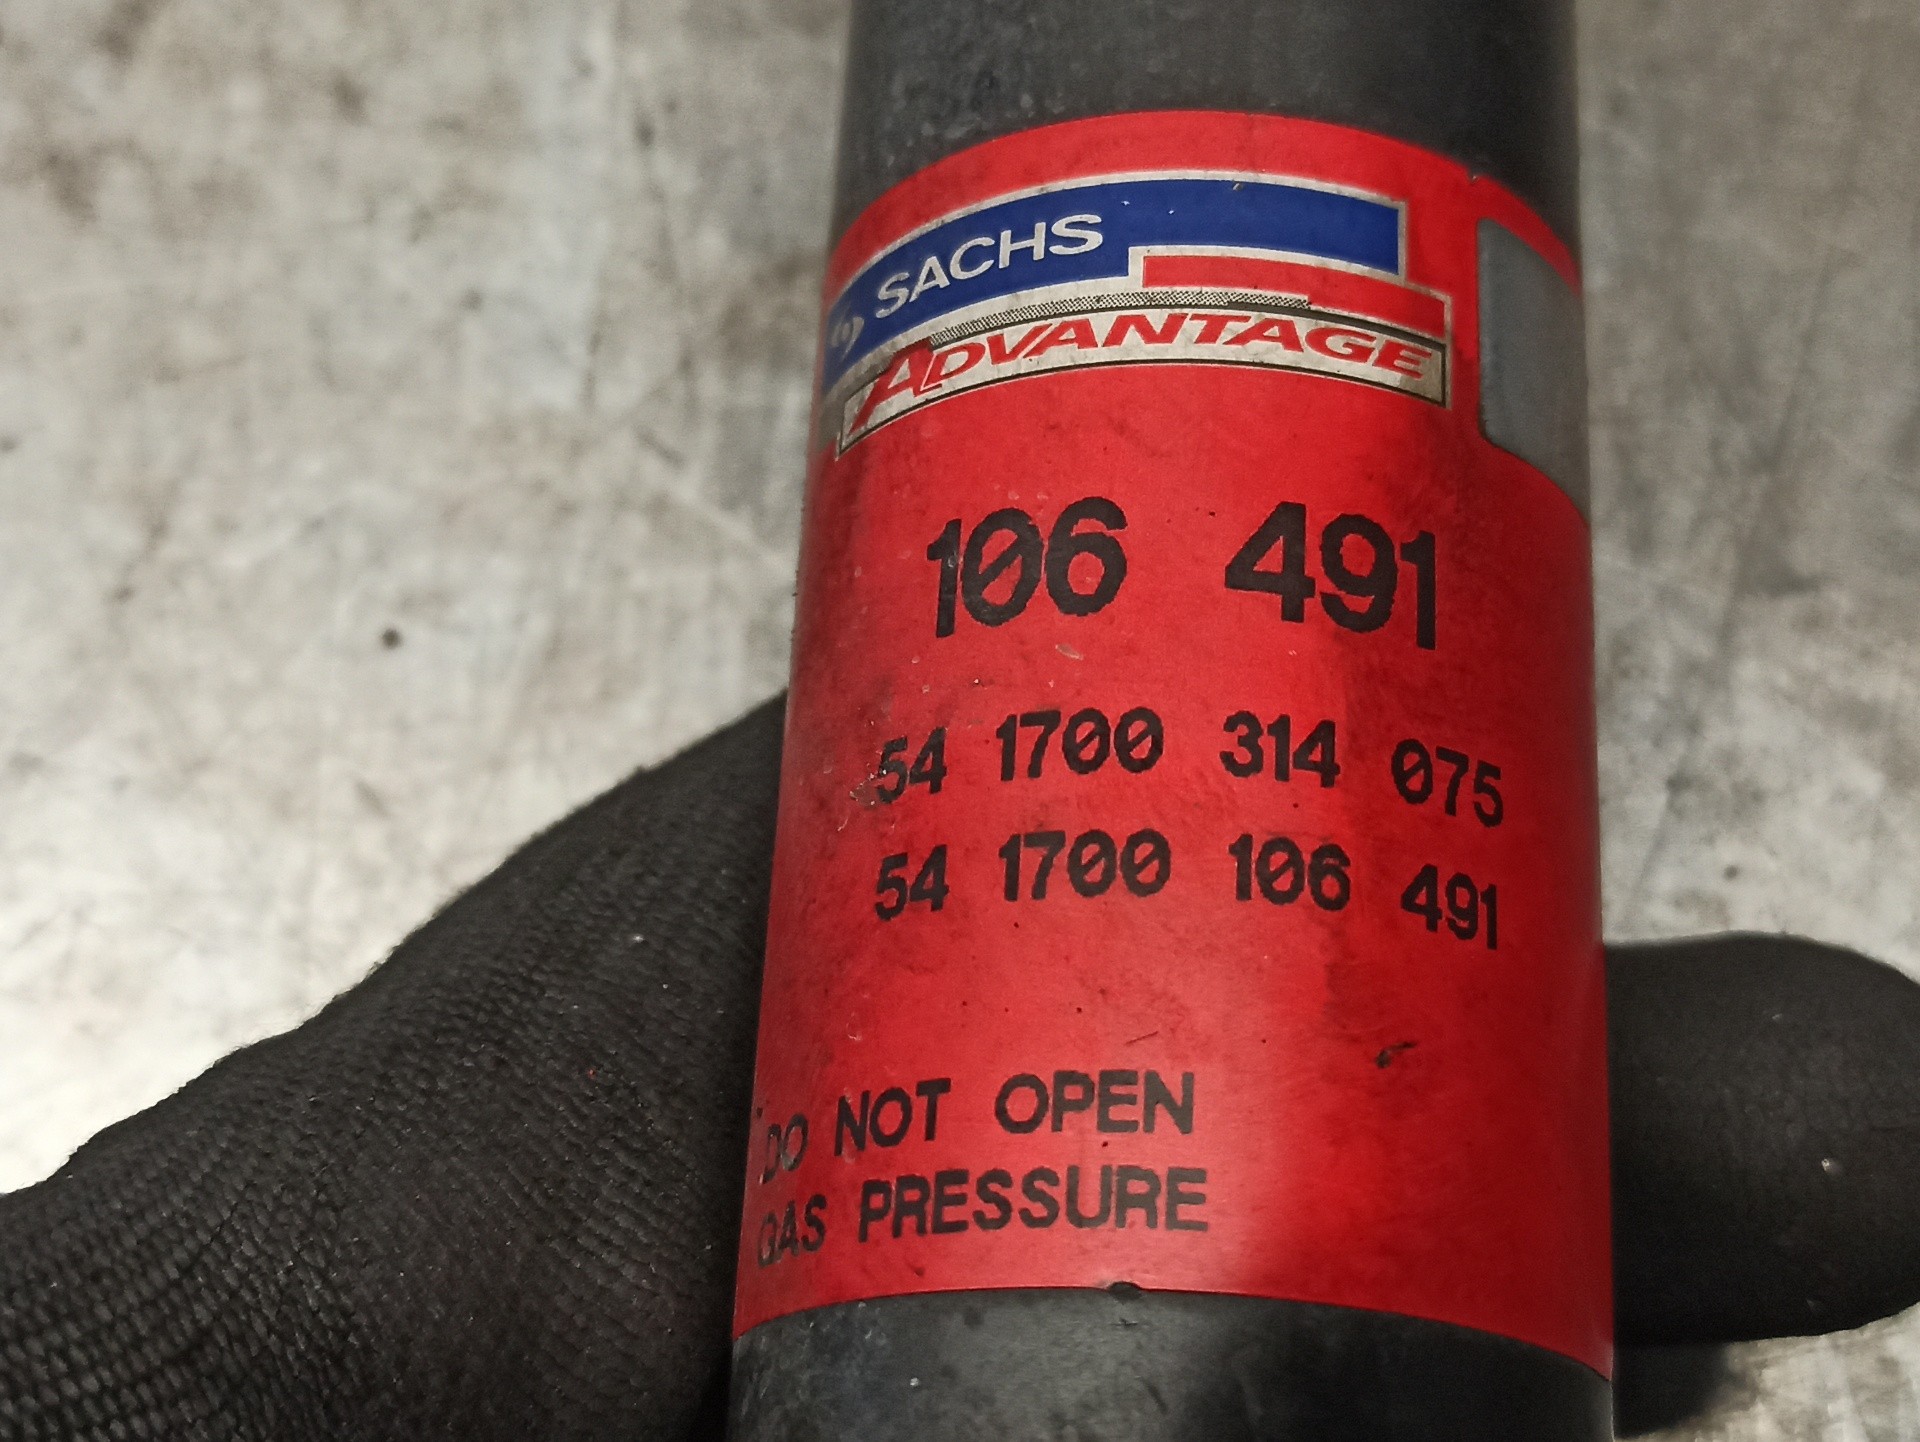 SACHS
ADVANTAGE
106 491
54 1700 314 075
54 1700 106 491
DO NOT OPEN
GAS PRESSURE